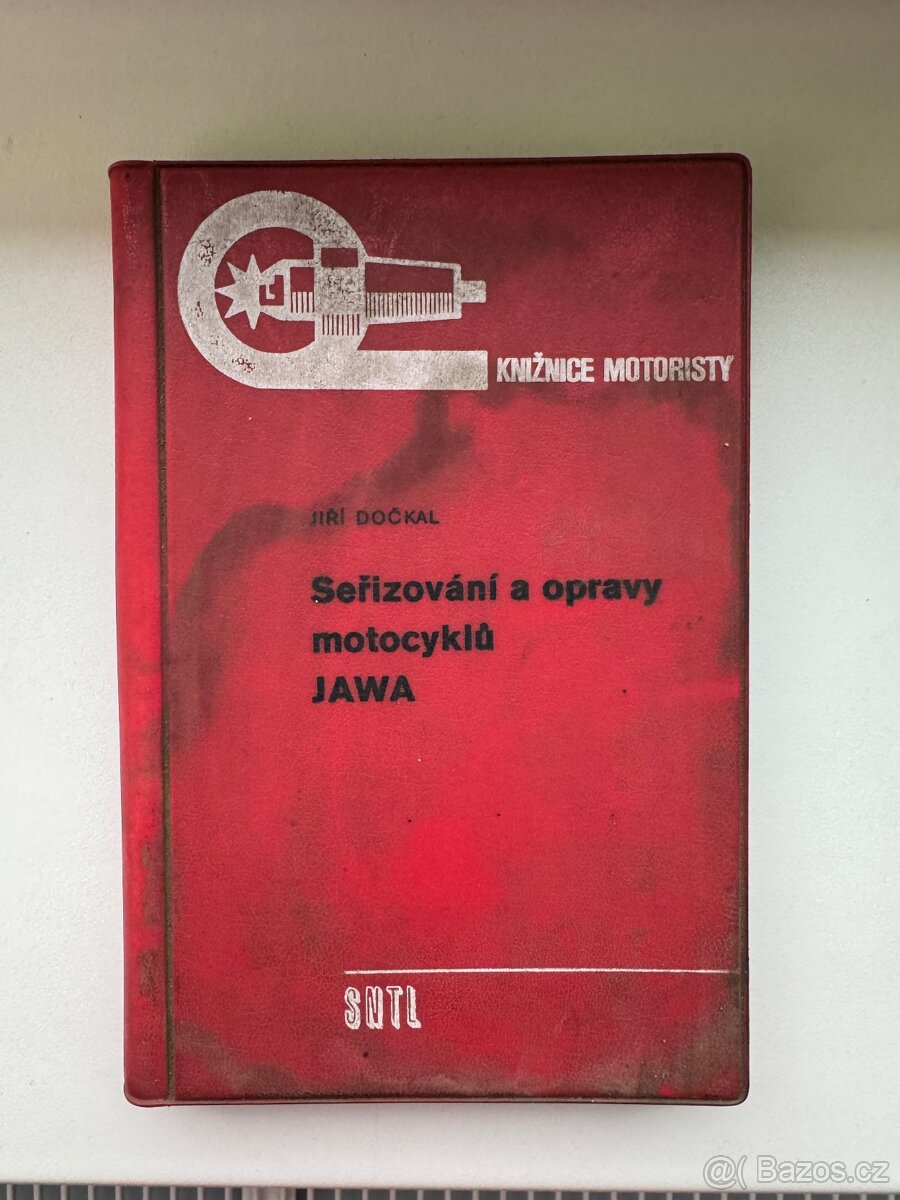 KNIŽNICE MOTORISTY
JIŘÍ DOČKAL
Seřizování a opravy
motocyklů
JAWA
SNTL
@( Bazos.cz